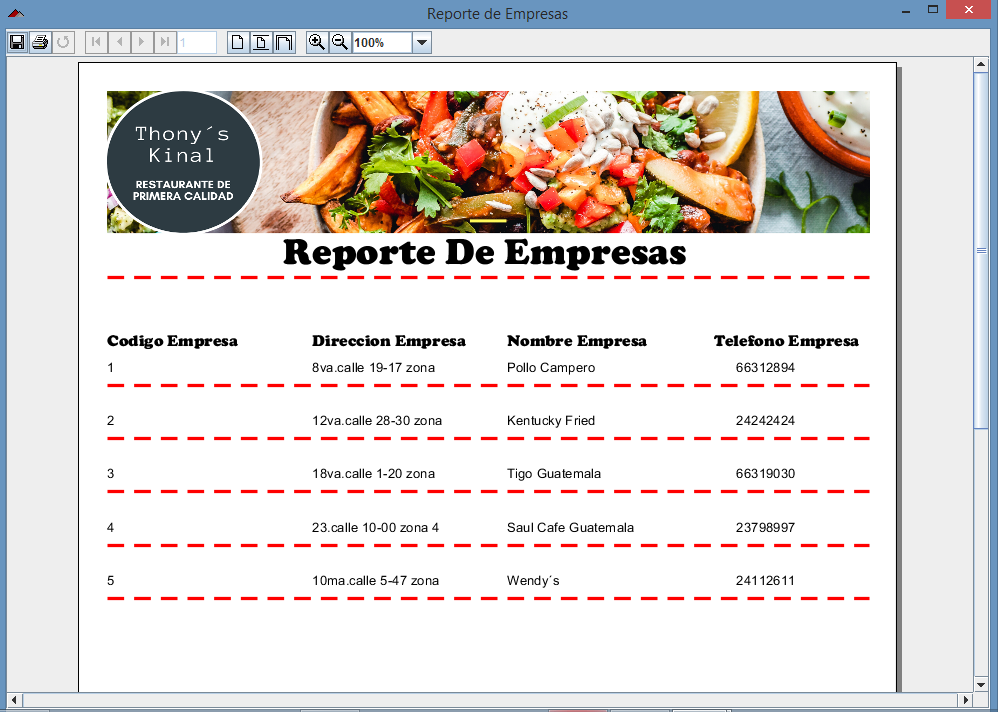 Reporte de Empresas
1
100%
Thony´s
Kinal
RESTAURANTE DE
PRIMERA CALIDAD
Reporte De Empresas
Codigo Empresa Direccion Empresa Nombre Empresa Telefono Empresa
1 8va.calle 19-17 zona Pollo Campero 66312894
2 12va.calle 28-30 zona Kentucky Fried 24242424
3 18va.calle 1-20 zona Tigo Guatemala 66319030
4 23.calle 10-00 zona 4 Saul Cafe Guatemala 23798997
5 10ma.calle 5-47 zona Wendy´s 24112611